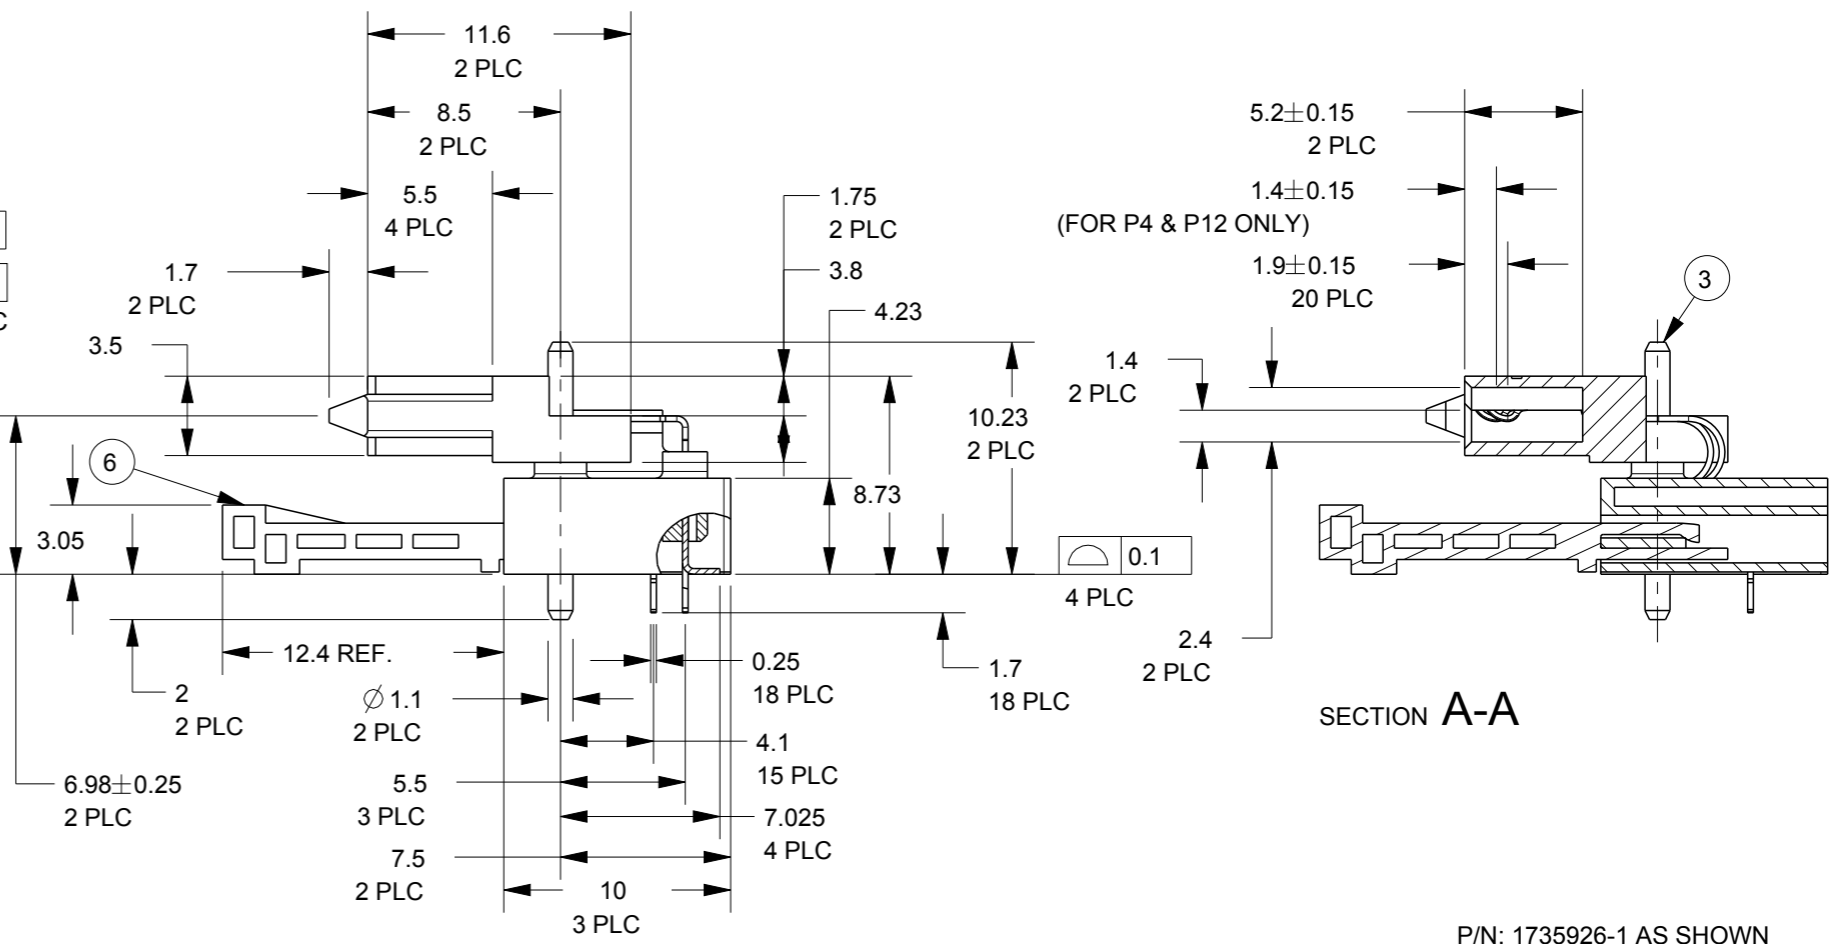 11.6
2 PLC
8.5
2 PLC
5.5
4 PLC
1.7
2 PLC
3.5
1.75
2 PLC
3.8
4.23
10.23
2 PLC
8.73
6
3.05
12.4 REF.
2
2 PLC
6.98±0.25
2 PLC
Ø 1.1
2 PLC
0.25
18 PLC
1.7
18 PLC
4.1
15 PLC
5.5
3 PLC
7.025
4 PLC
7.5
2 PLC
10
3 PLC
5.2±0.15
2 PLC
1.4±0.15
(FOR P4 & P12 ONLY)
1.9±0.15
20 PLC
3
1.4
2 PLC
0.1
4 PLC
2.4
2 PLC
SECTION A-A
P/N: 1735926-1 AS SHOWN